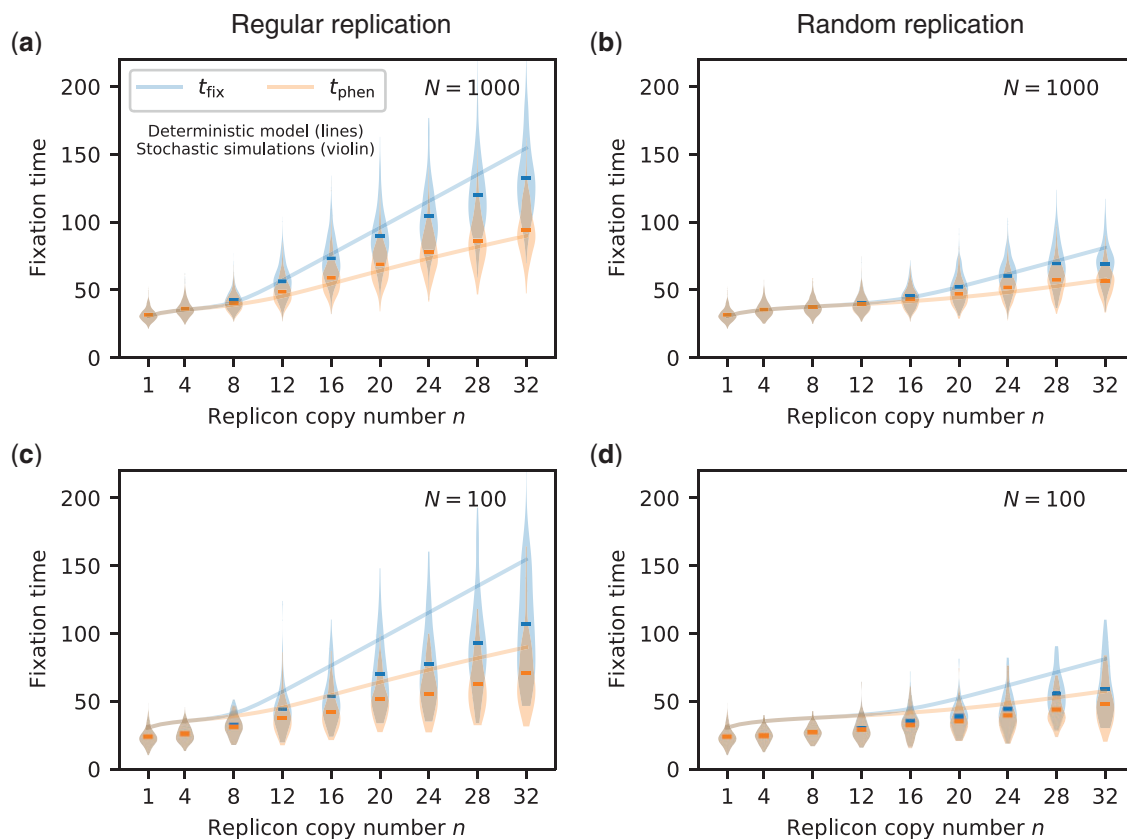 Regular replication
Random replication
(a)
t_fix t_phen
N = 1000
Deterministic model (lines)
Stochastic simulations (violin)
Fixation time
200
150
100
50
0
1 4 8 12 16 20 24 28 32
Replicon copy number n
(b)
N = 1000
Fixation time
200
150
100
50
0
1 4 8 12 16 20 24 28 32
Replicon copy number n
(c)
N = 100
Fixation time
200
150
100
50
0
1 4 8 12 16 20 24 28 32
Replicon copy number n
(d)
N = 100
Fixation time
200
150
100
50
0
1 4 8 12 16 20 24 28 32
Replicon copy number n